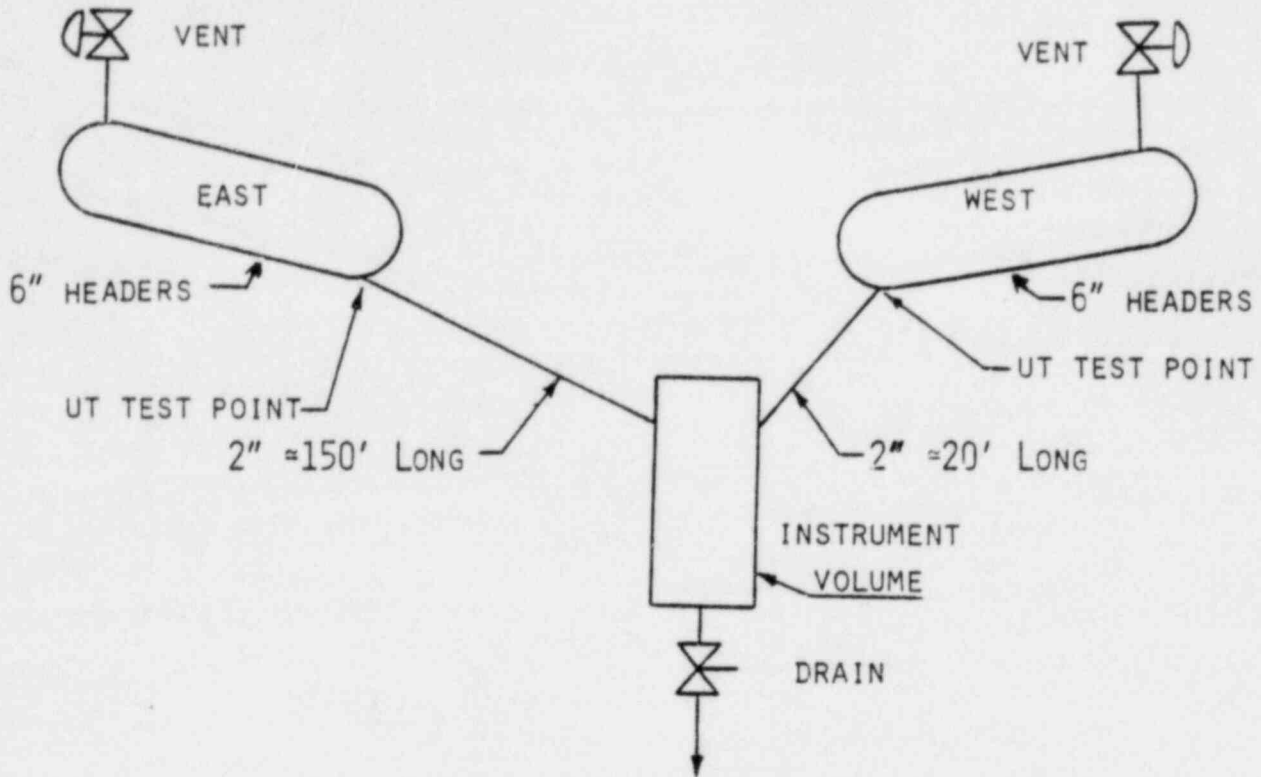 VENT
VENT
EAST
WEST
6" HEADERS
6" HEADERS
UT TEST POINT
UT TEST POINT
2" ≈150' LONG
2" ≈20' LONG
INSTRUMENT
VOLUME
DRAIN